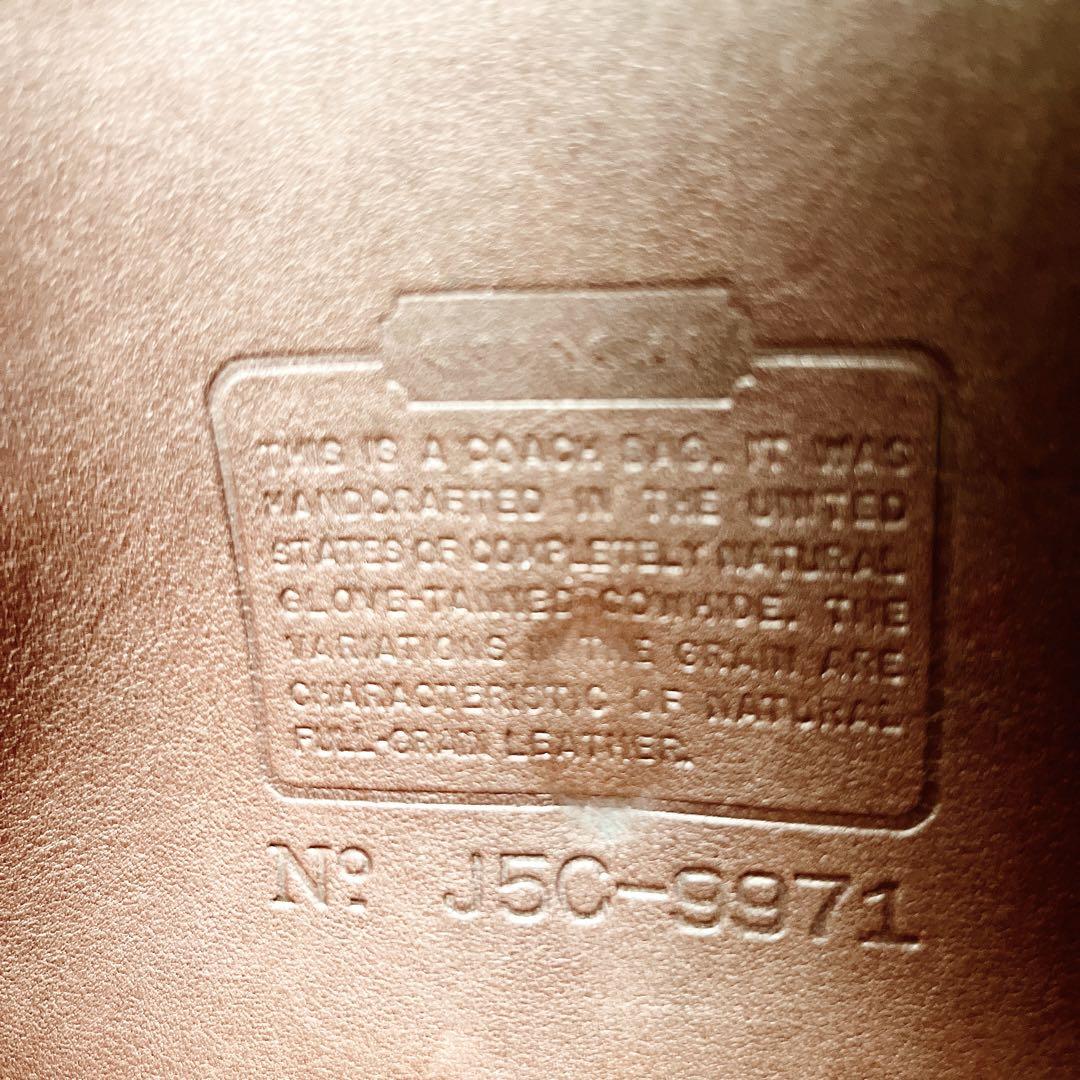 THIS IS A COACH BAG. IT WAS
HANDCRAFTED IN THE UNITED
STATES OF COMPLETELY NATURAL
GLOVE-TANNED COWHIDE. THE
VARIATIONS IN THE GRAIN ARE
CHARACTERISTIC OF NATURAL
FULL-GRAIN LEATHER.
Nº J5C-9971